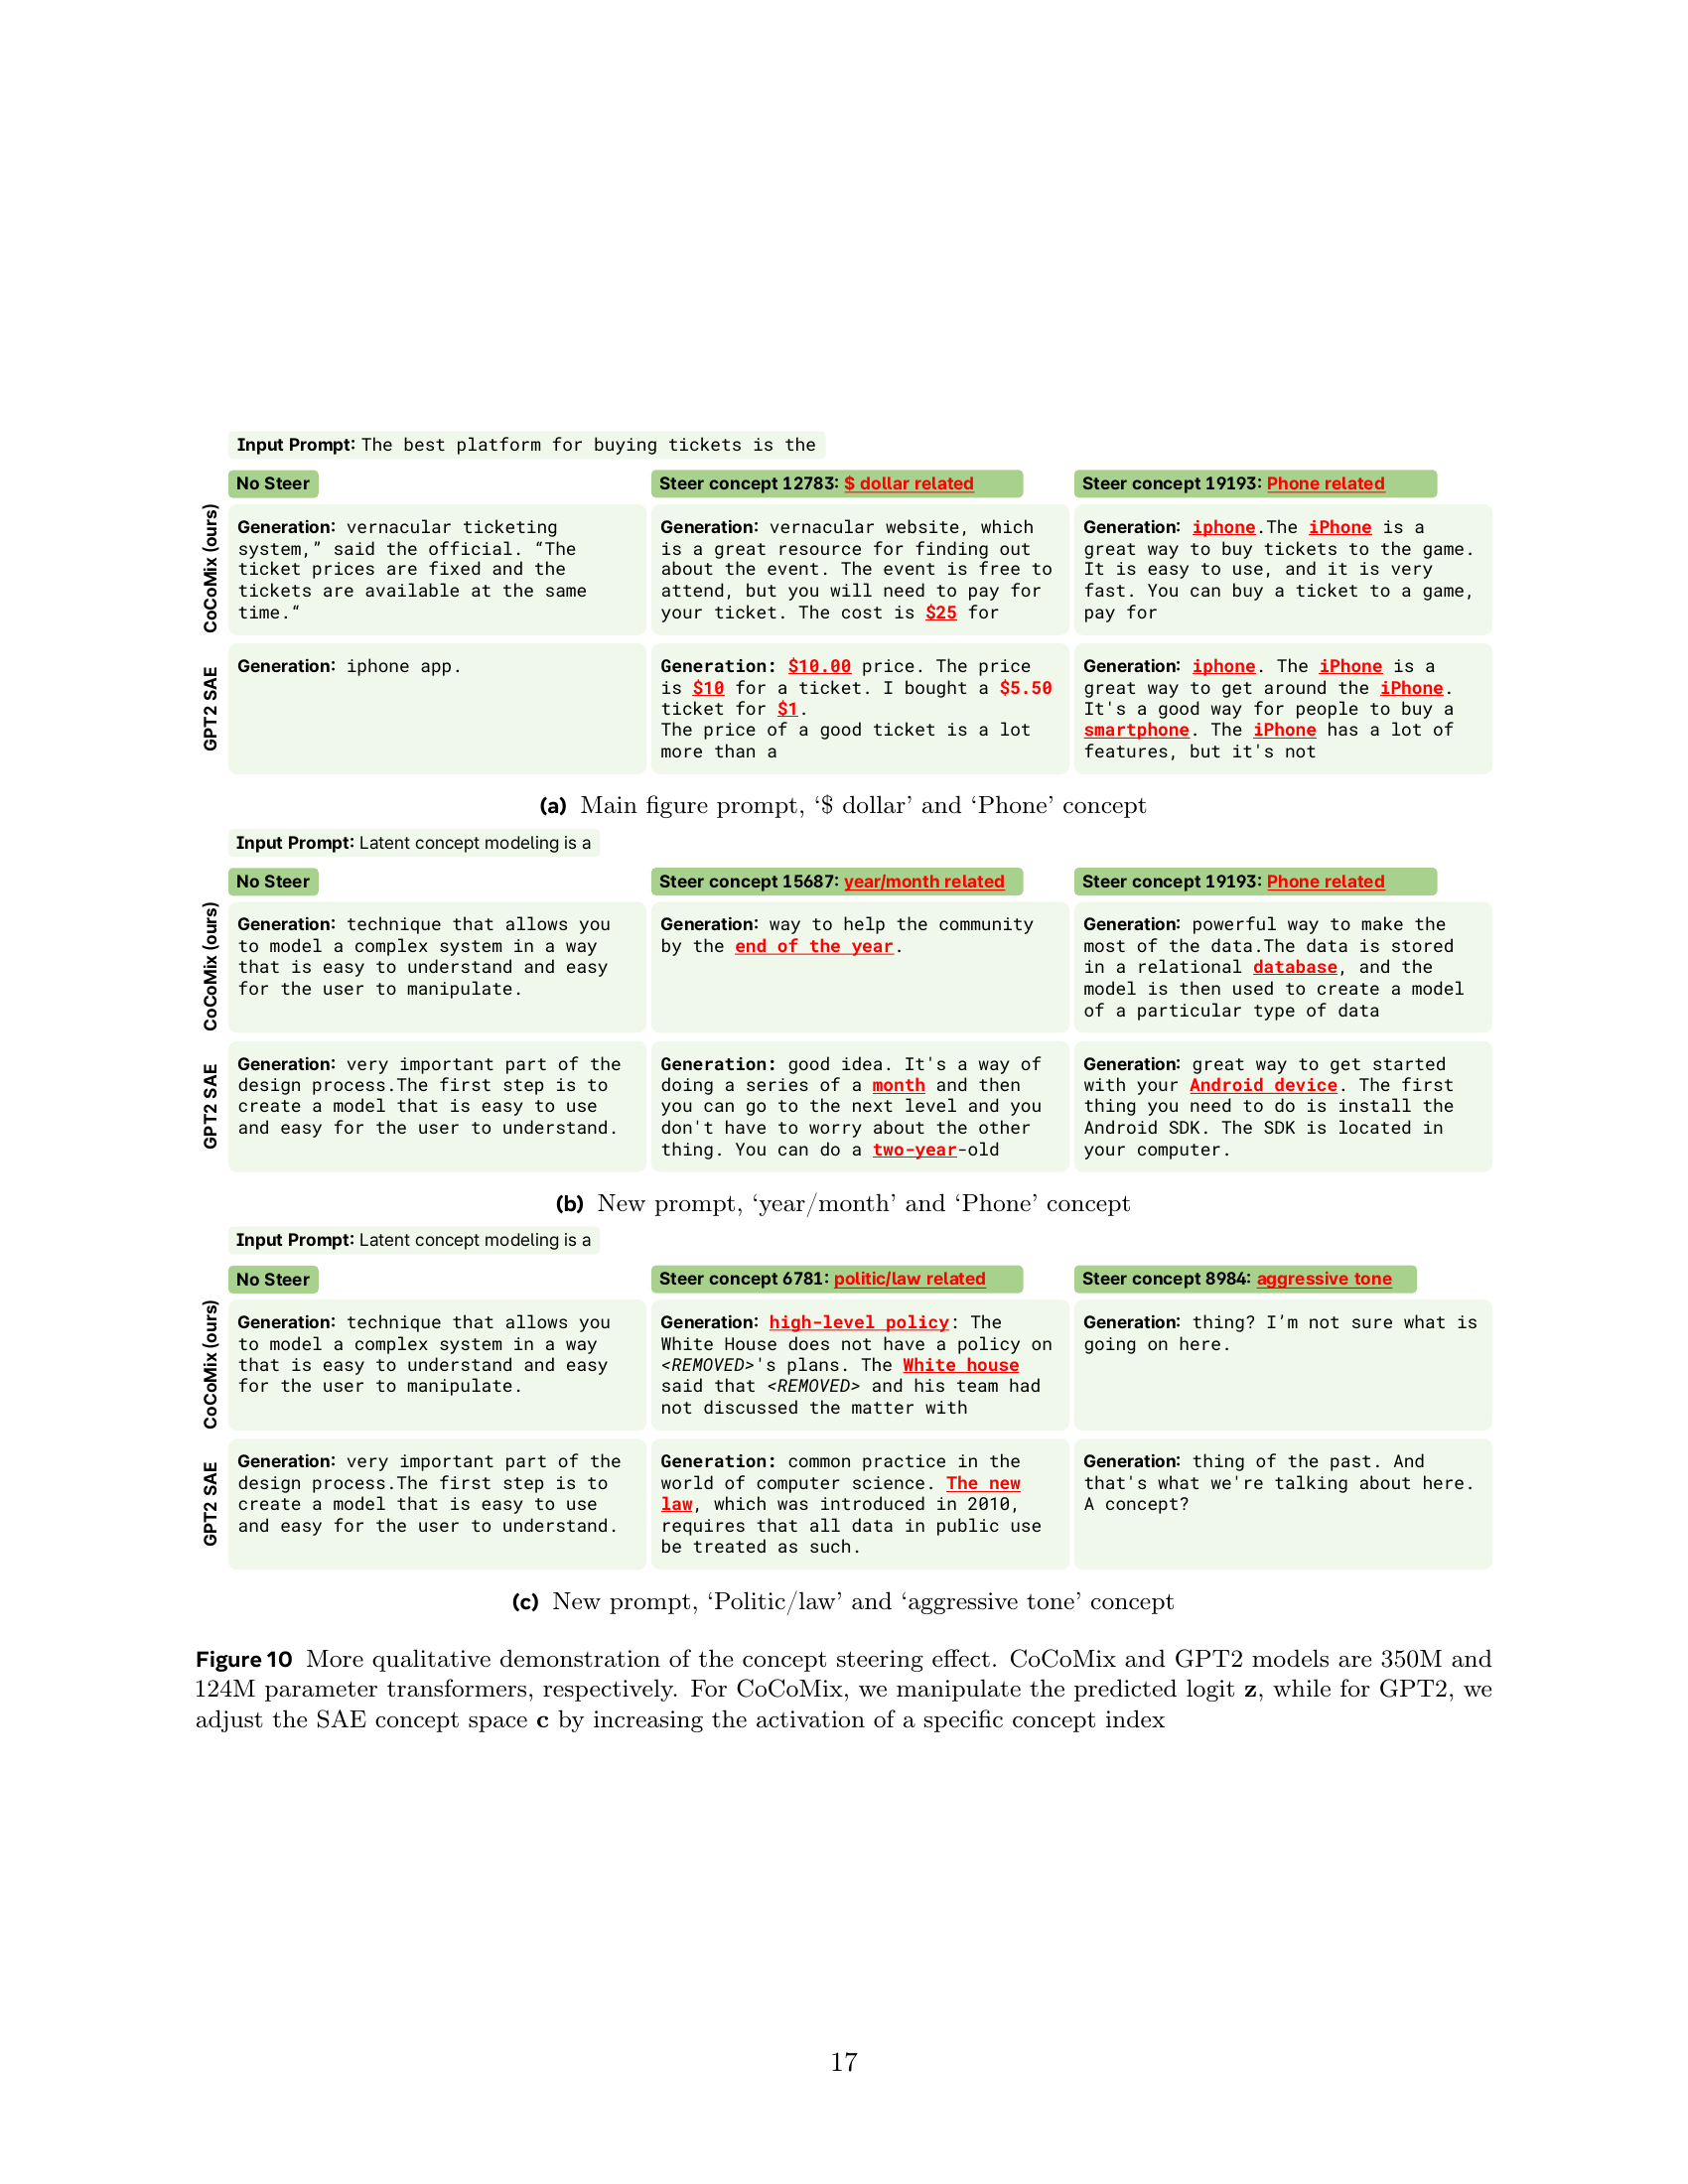 Input Prompt: The best platform for buying tickets is the
No Steer
Steer concept 12783: $ dollar related
Steer concept 19193: Phone related
CoCoMix (ours)
Generation: vernacular ticketing
system,” said the official. “The
ticket prices are fixed and the
tickets are available at the same
time.“
Generation: vernacular website, which
is a great resource for finding out
about the event. The event is free to
attend, but you will need to pay for
your ticket. The cost is $25 for
Generation: iphone.The iPhone is a
great way to buy tickets to the game.
It is easy to use, and it is very
fast. You can buy a ticket to a game,
pay for
GPT2 SAE
Generation: iphone app.
Generation: $10.00 price. The price
is $10 for a ticket. I bought a $5.50
ticket for $1.
The price of a good ticket is a lot
more than a
Generation: iphone. The iPhone is a
great way to get around the iPhone.
It's a good way for people to buy a
smartphone. The iPhone has a lot of
features, but it's not
(a) Main figure prompt, ‘$ dollar’ and ‘Phone’ concept
Input Prompt: Latent concept modeling is a
No Steer
Steer concept 15687: year/month related
Steer concept 19193: Phone related
CoCoMix (ours)
Generation: technique that allows you
to model a complex system in a way
that is easy to understand and easy
for the user to manipulate.
Generation: way to help the community
by the end of the year.
Generation: powerful way to make the
most of the data.The data is stored
in a relational database, and the
model is then used to create a model
of a particular type of data
GPT2 SAE
Generation: very important part of the
design process.The first step is to
create a model that is easy to use
and easy for the user to understand.
Generation: good idea. It's a way of
doing a series of a month and then
you can go to the next level and you
don't have to worry about the other
thing. You can do a two-year-old
Generation: great way to get started
with your Android device. The first
thing you need to do is install the
Android SDK. The SDK is located in
your computer.
(b) New prompt, ‘year/month’ and ‘Phone’ concept
Input Prompt: Latent concept modeling is a
No Steer
Steer concept 6781: politic/law related
Steer concept 8984: aggressive tone
CoCoMix (ours)
Generation: technique that allows you
to model a complex system in a way
that is easy to understand and easy
for the user to manipulate.
Generation: high-level policy: The
White House does not have a policy on
<REMOVED>'s plans. The White house
said that <REMOVED> and his team had
not discussed the matter with
Generation: thing? I’m not sure what is
going on here.
GPT2 SAE
Generation: very important part of the
design process.The first step is to
create a model that is easy to use
and easy for the user to understand.
Generation: common practice in the
world of computer science. The new
law, which was introduced in 2010,
requires that all data in public use
be treated as such.
Generation: thing of the past. And
that's what we're talking about here.
A concept?
(c) New prompt, ‘Politic/law’ and ‘aggressive tone’ concept
Figure 10 More qualitative demonstration of the concept steering effect. CoCoMix and GPT2 models are 350M and
124M parameter transformers, respectively. For CoCoMix, we manipulate the predicted logit z, while for GPT2, we
adjust the SAE concept space c by increasing the activation of a specific concept index
17